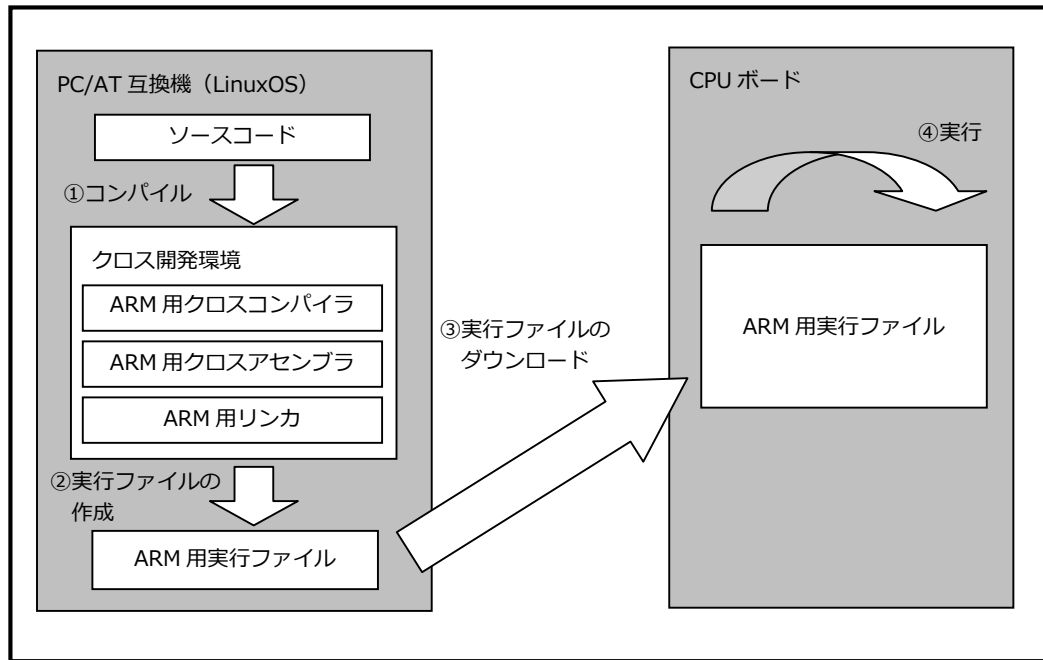 PC/AT 互換機（LinuxOS）
ソースコード
①コンパイル
クロス開発環境
ARM 用クロスコンパイラ
ARM 用クロスアセンブラ
ARM 用リンカ
②実行ファイルの
作成
ARM 用実行ファイル
③実行ファイルの
ダウンロード
CPU ボード
④実行
ARM 用実行ファイル